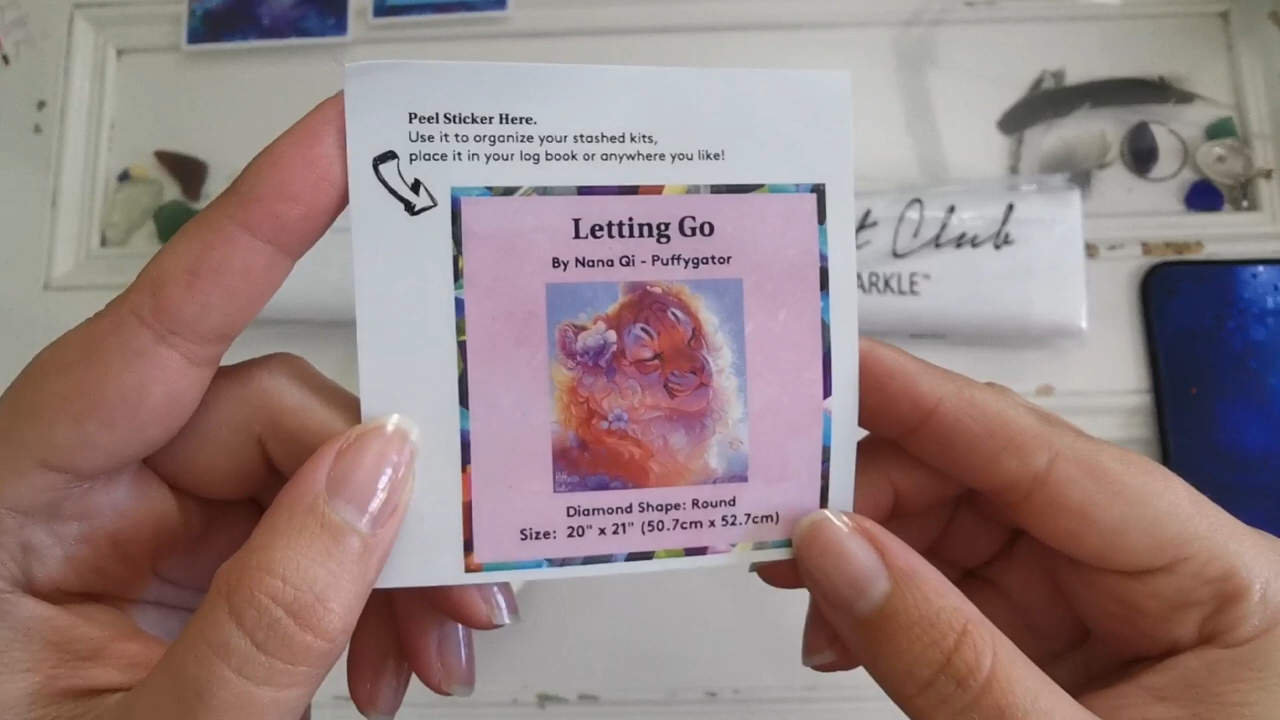 Peel Sticker Here.
Use it to organize your stashed kits,
place it in your log book or anywhere you like!
Letting Go
By Nana Qi - Puffygator
Diamond Shape: Round
Size: 20" x 21" (50.7cm x 52.7cm)
t Club
ARKLE™